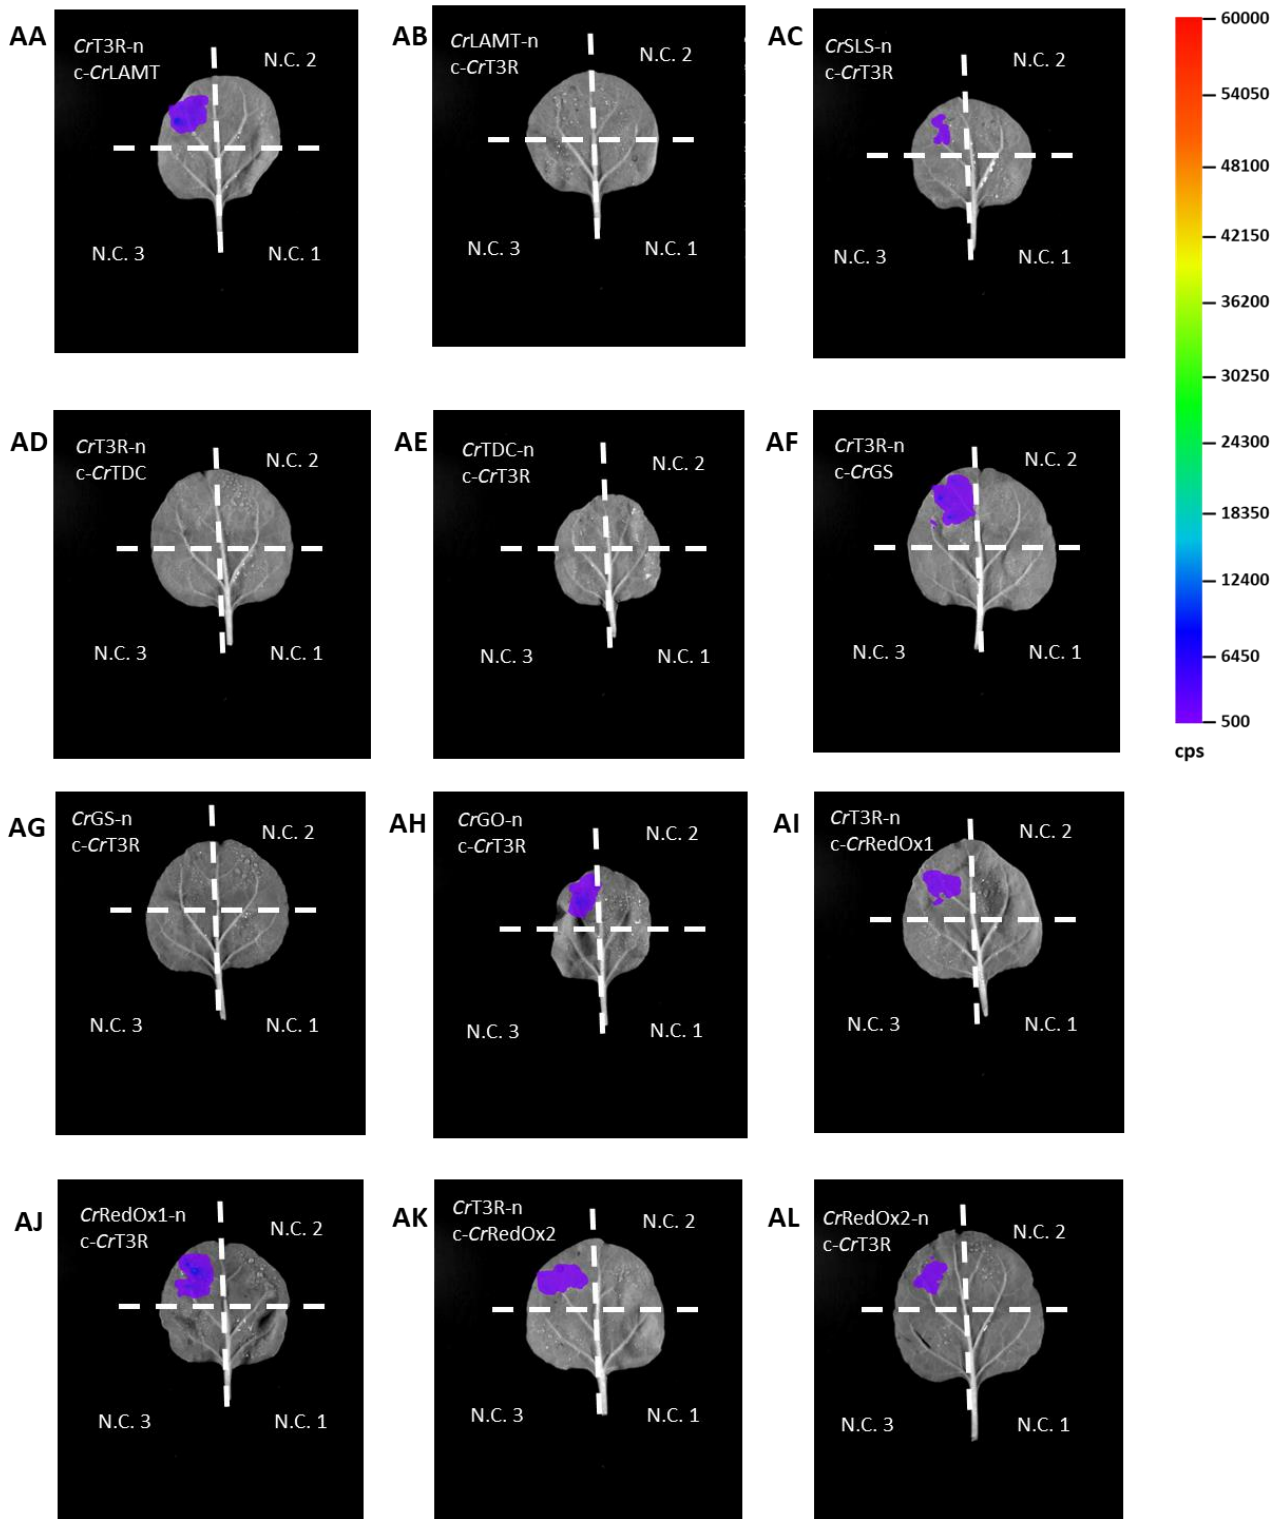 AA
CrT3R-n
c-CrLAMT
N.C. 2
N.C. 3
N.C. 1
AB
CrLAMT-n
c-CrT3R
N.C. 2
N.C. 3
N.C. 1
AC
CrSLS-n
c-CrT3R
N.C. 2
N.C. 3
N.C. 1
60000
54050
48100
42150
36200
30250
24300
18350
12400
6450
500
cps
AD
CrT3R-n
c-CrTDC
N.C. 2
N.C. 3
N.C. 1
AE
CrTDC-n
c-CrT3R
N.C. 2
N.C. 3
N.C. 1
AF
CrT3R-n
c-CrGS
N.C. 2
N.C. 3
N.C. 1
AG
CrGS-n
c-CrT3R
N.C. 2
N.C. 3
N.C. 1
AH
CrGO-n
c-CrT3R
N.C. 2
N.C. 3
N.C. 1
AI
CrT3R-n
c-CrRedOx1
N.C. 2
N.C. 3
N.C. 1
AJ
CrRedOx1-n
c-CrT3R
N.C. 2
N.C. 3
N.C. 1
AK
CrT3R-n
c-CrRedOx2
N.C. 2
N.C. 3
N.C. 1
AL
CrRedOx2-n
c-CrT3R
N.C. 2
N.C. 3
N.C. 1